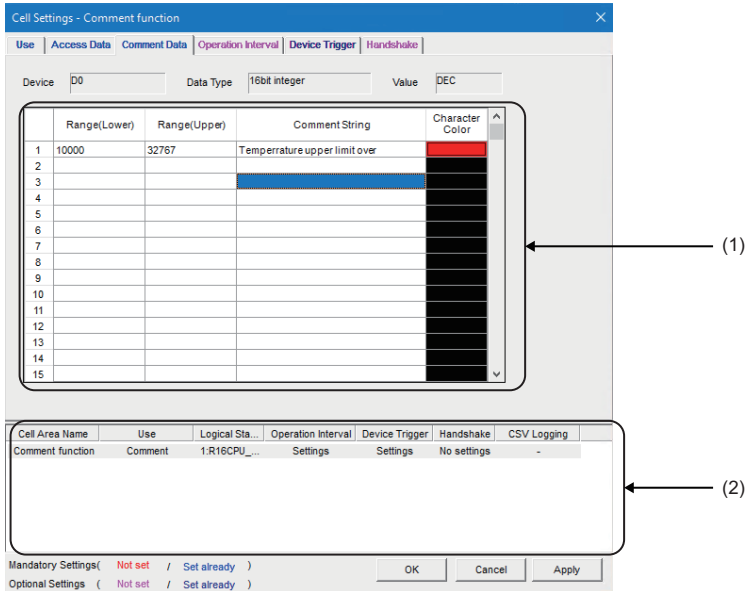 Cell Settings - Comment function
Use Access Data Comment Data Operation Interval Device Trigger Handshake
Device D0 Data Type 16bit integer Value DEC
Range(Lower) Range(Upper) Comment String Character Color
1 10000 32767 Temperrature upper limit over
2
3
4
5
6
7
8
9
10
11
12
13
14
15
(1)
Cell Area Name Use Logical Sta... Operation Interval Device Trigger Handshake CSV Logging
Comment function Comment 1:R16CPU_... Settings Settings No settings -
(2)
Mandatory Settings( Not set / Set already )
Optional Settings ( Not set / Set already )
OK Cancel Apply